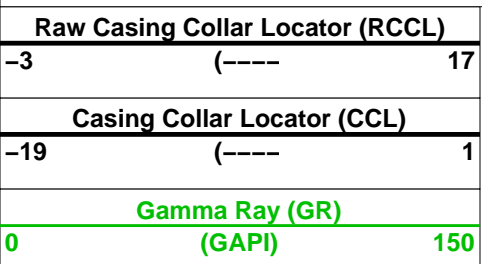 Raw Casing Collar Locator (RCCL)
−3 (−−−− 17
Casing Collar Locator (CCL)
−19 (−−−− 1
Gamma Ray (GR)
0 (GAPI) 150